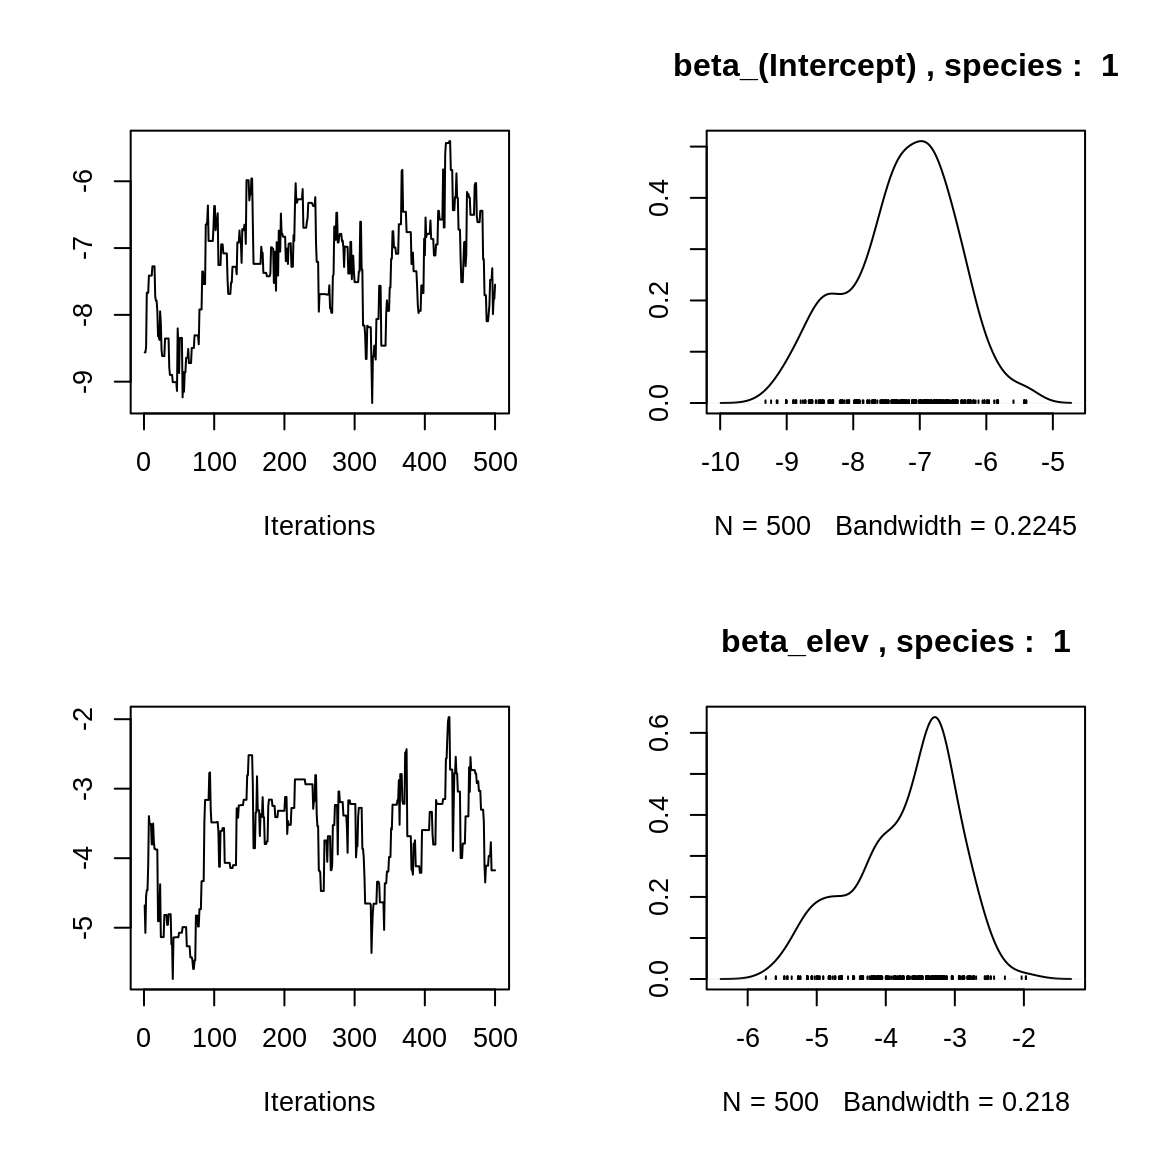 beta_(Intercept) , species :  1
-6
-7
-8
-9
0 100 200 300 400 500
Iterations
0.4
0.2
0.0
-10 -9 -8 -7 -6 -5
N = 500   Bandwidth = 0.2245
beta_elev , species :  1
-2
-3
-4
-5
0 100 200 300 400 500
Iterations
0.6
0.4
0.2
0.0
-6 -5 -4 -3 -2
N = 500   Bandwidth = 0.218